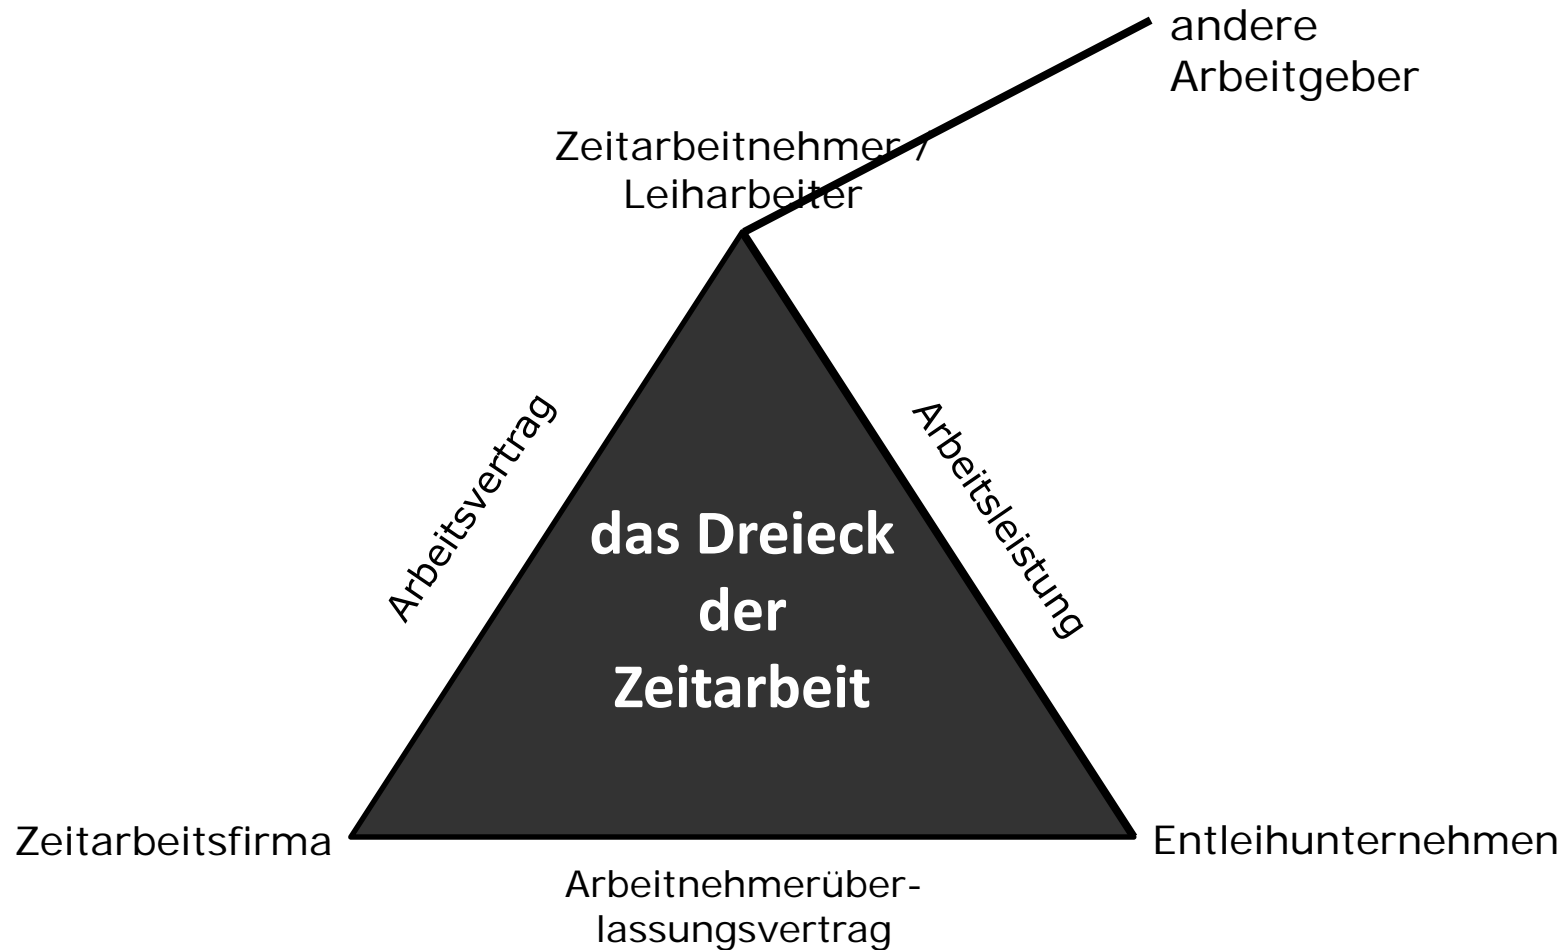 andere
Arbeitgeber
Zeitarbeitnehmer /
Leiharbeiter
Arbeitsvertrag
Arbeitsleistung
das Dreieck
der
Zeitarbeit
Zeitarbeitsfirma
Entleihunternehmen
Arbeitnehmerüber-
lassungsvertrag